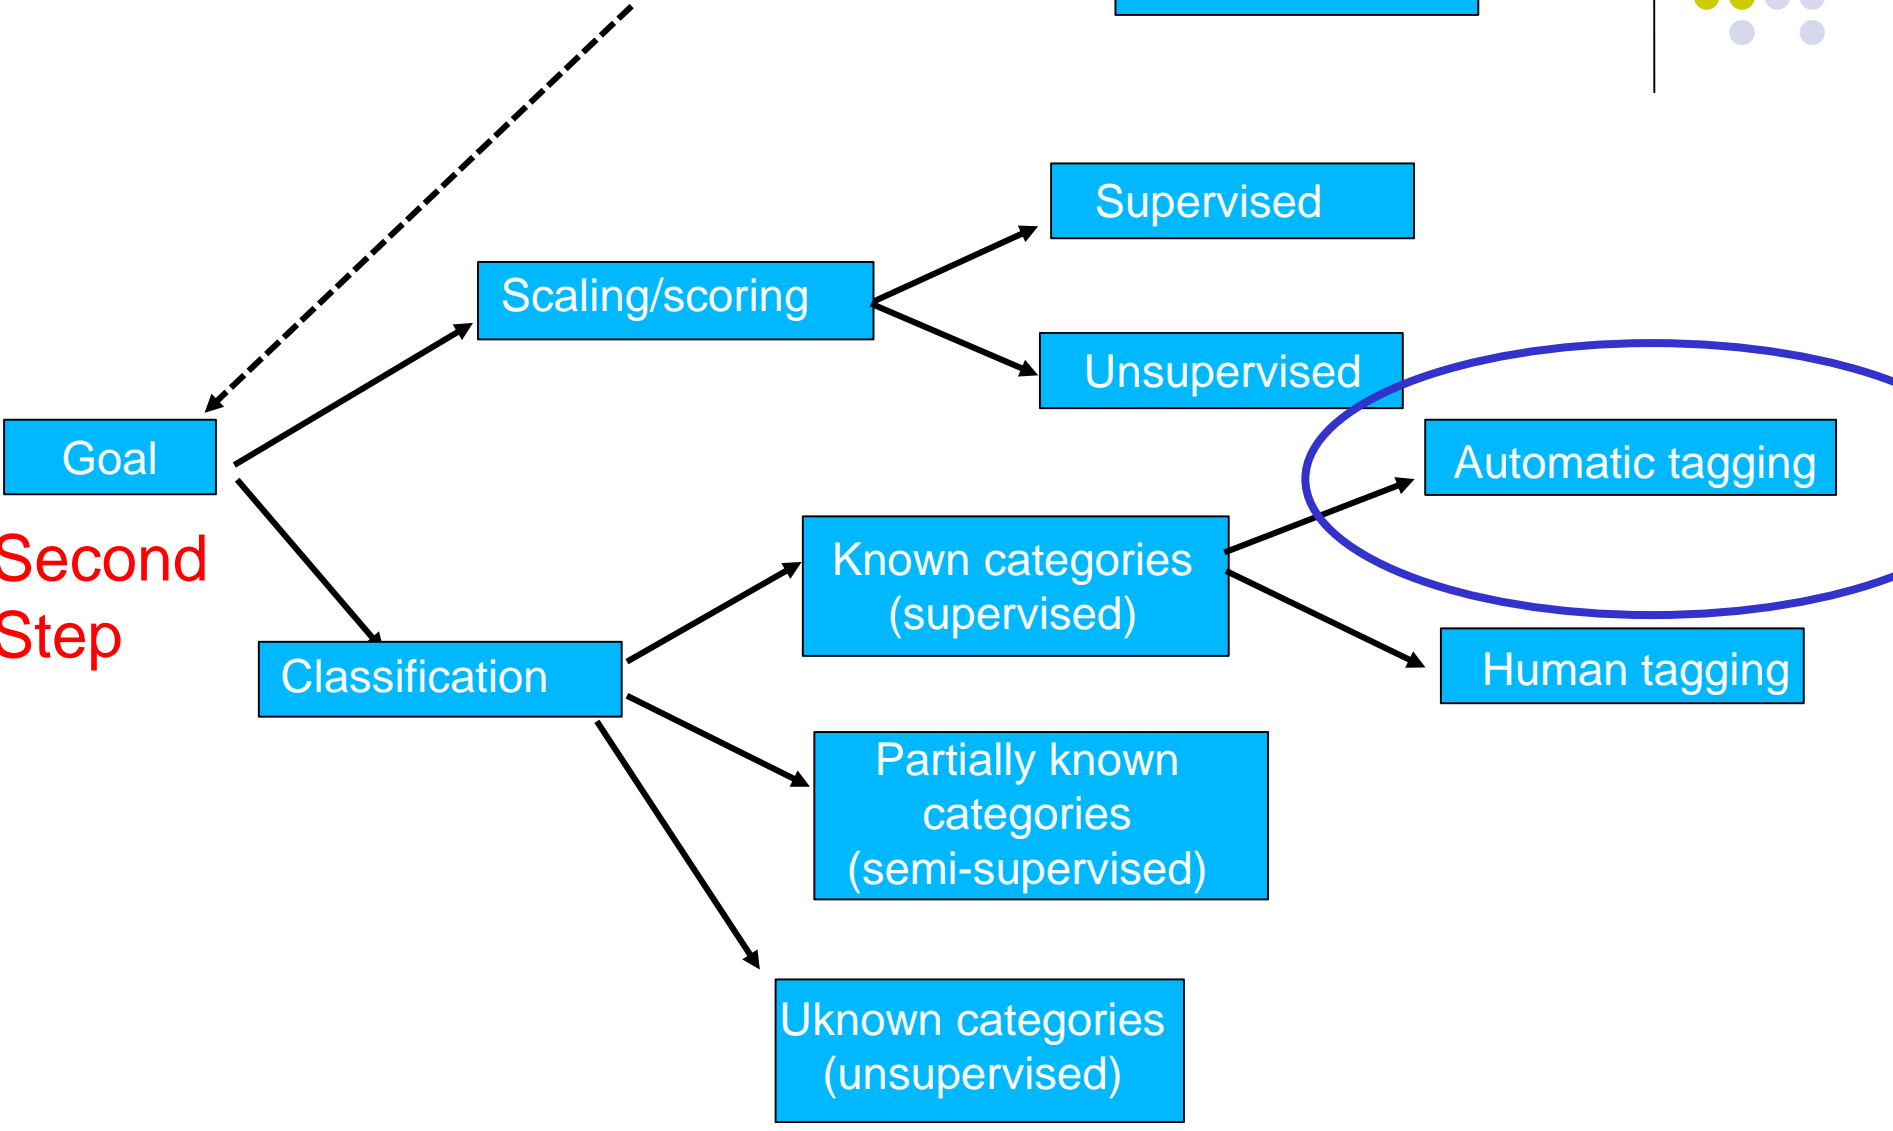 Supervised
Scaling/scoring
Unsupervised
Goal
Automatic tagging
Second
Step
Known categories
(supervised)
Classification
Human tagging
Partially known
categories
(semi-supervised)
Uknown categories
(unsupervised)